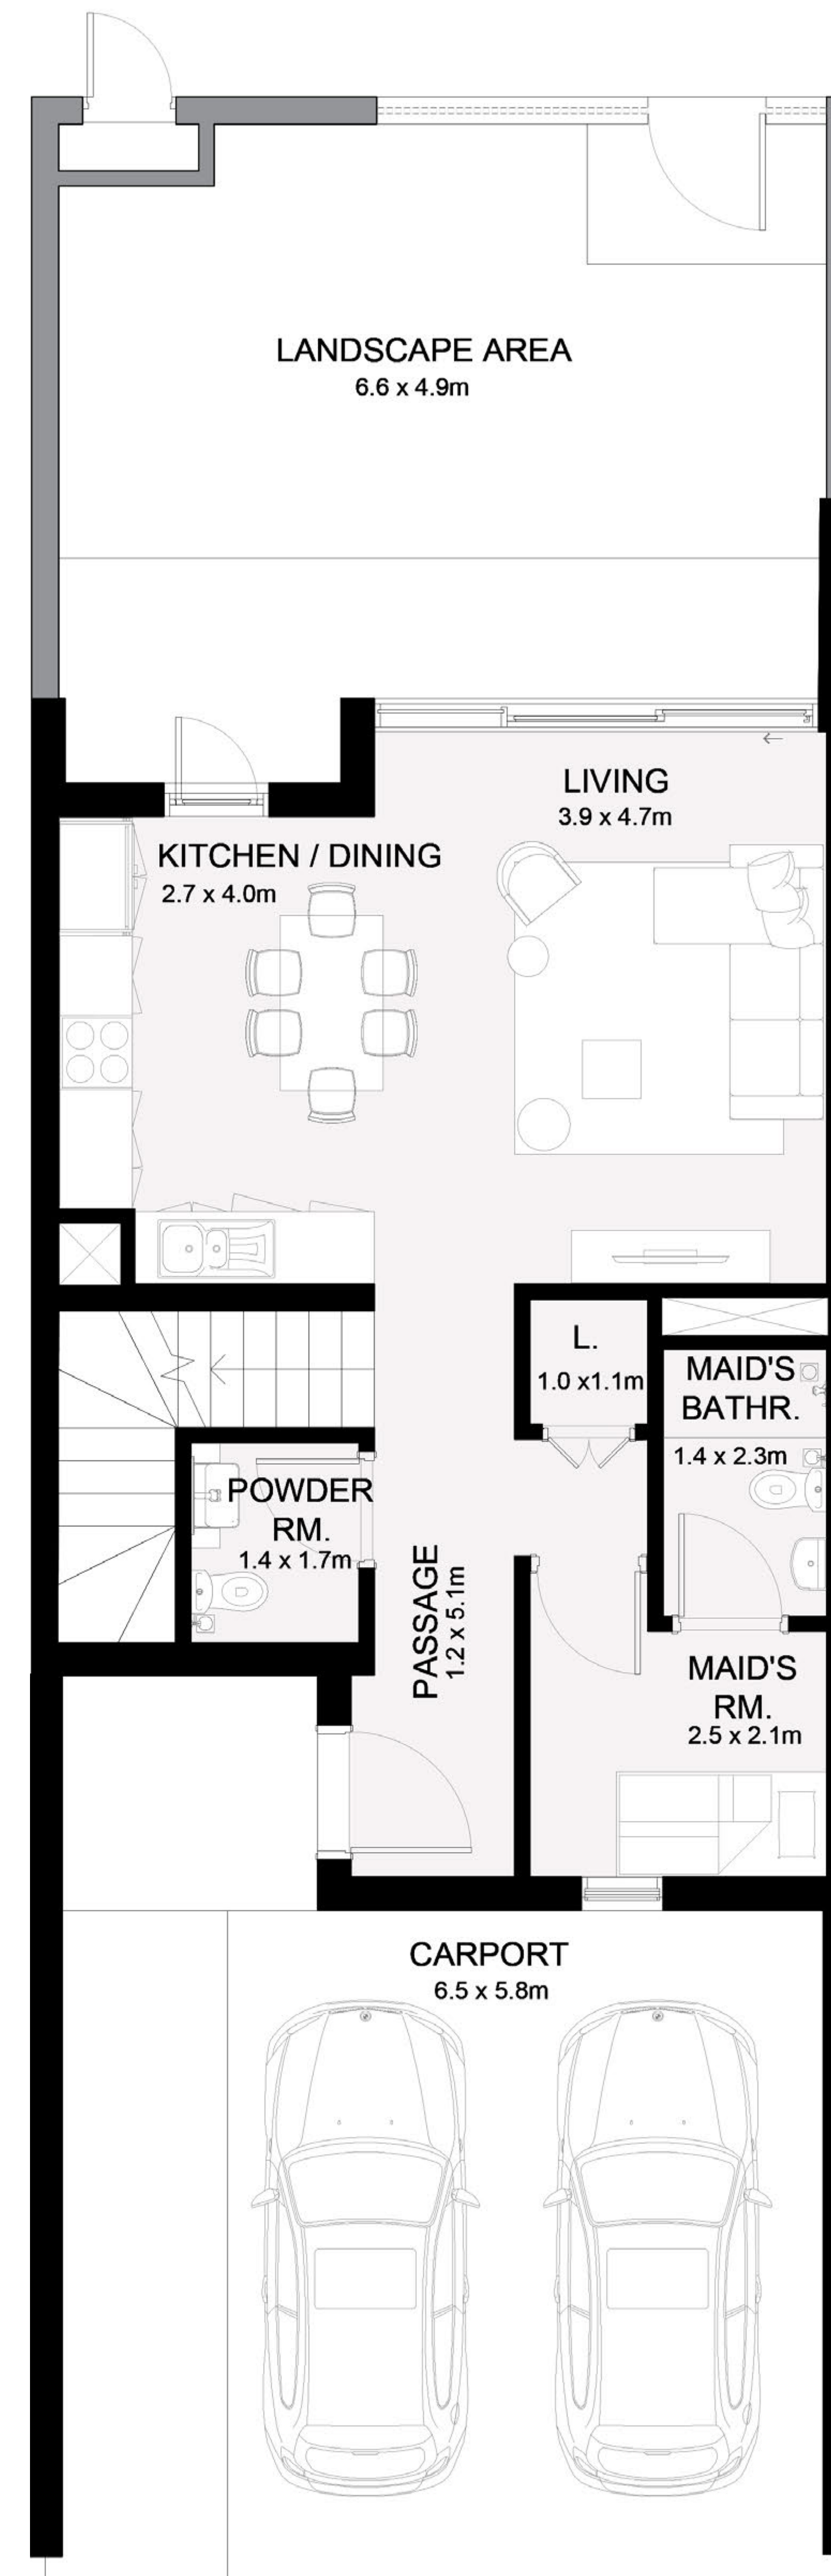 LANDSCAPE AREA
6.6 x 4.9m
LIVING
3.9 x 4.7m
KITCHEN / DINING
2.7 x 4.0m
L.
1.0 x1.1m
MAID'S
BATHR.
1.4 x 2.3m
POWDER
RM.
1.4 x 1.7m
PASSAGE
1.2 x 5.1m
MAID'S
RM.
2.5 x 2.1m
CARPORT
6.5 x 5.8m